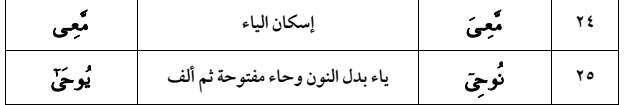 ٢٤ مَّعِىَ إسكان الياء مَّعِى
٢٥ نُوحِىٓ ياء بدل النون وحاء مفتوحة ثم ألف يُوحَىٰٓ